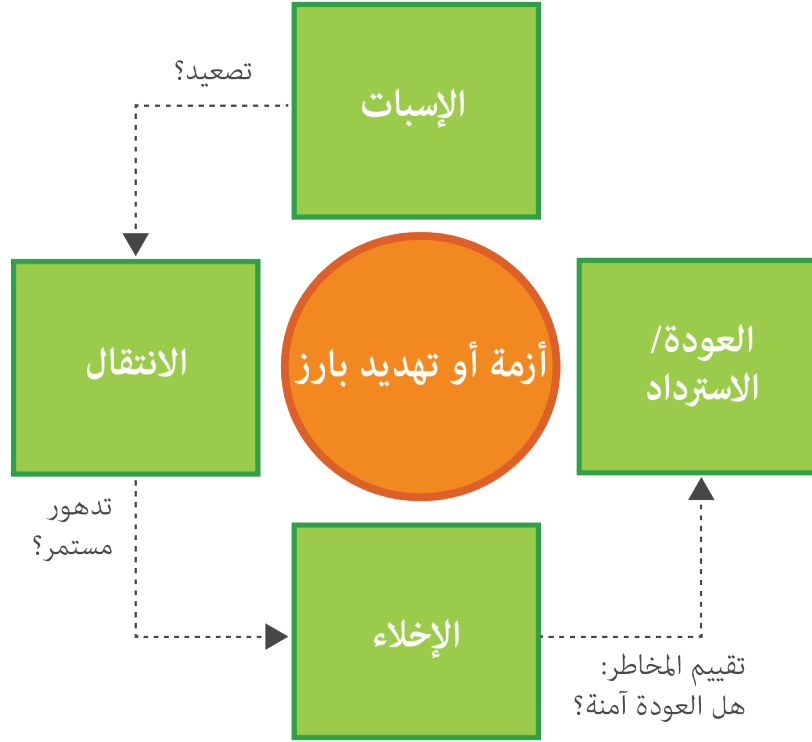 الإسبات
تصعيد؟
الانتقال
أزمة أو تهديد بارز
العودة/
الاسترداد
تدهور
مستمر؟
الإخلاء
تقييم المخاطر:
هل العودة آمنة؟